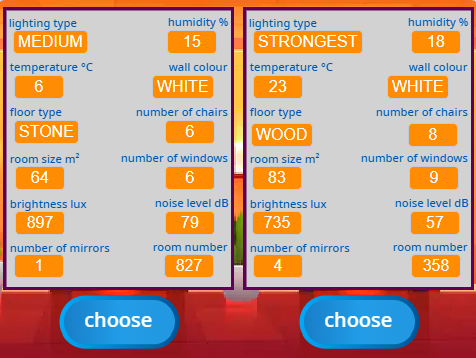 lighting type humidity %
MEDIUM 15
temperature °C wall colour
6 WHITE
floor type number of chairs
STONE 6
room size m² number of windows
64 6
brightness lux noise level dB
897 79
number of mirrors room number
1 827
choose
lighting type humidity %
STRONGEST 18
temperature °C wall colour
23 WHITE
floor type number of chairs
WOOD 8
room size m² number of windows
83 9
brightness lux noise level dB
735 57
number of mirrors room number
4 358
choose